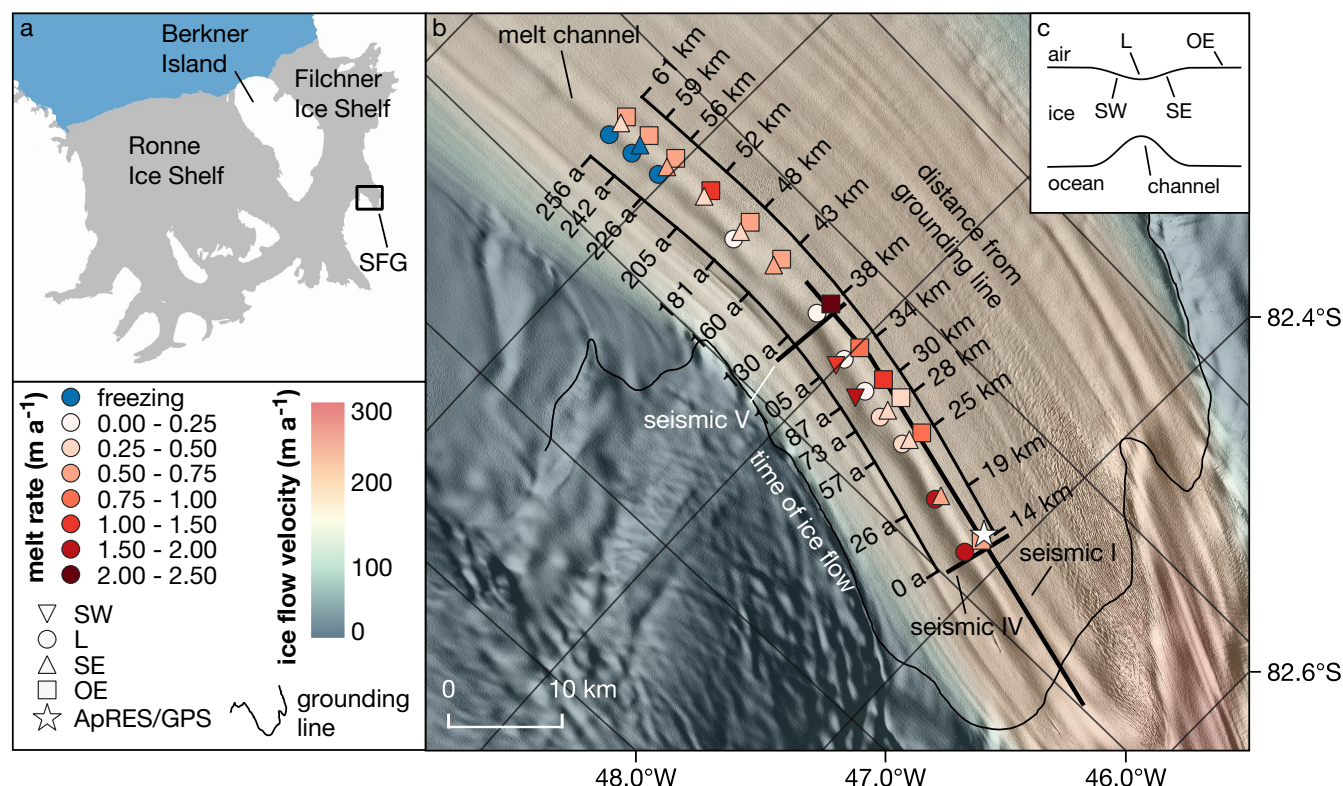 a
Berkner
Island
Filchner
Ice Shelf
Ronne
Ice Shelf
SFG
melt rate (m a-1)
freezing
0.00 - 0.25
0.25 - 0.50
0.50 - 0.75
0.75 - 1.00
1.00 - 1.50
1.50 - 2.00
2.00 - 2.50
SW
L
SE
OE
ApRES/GPS
ice flow velocity (m a-1)
300
200
100
0
grounding
line
b
melt channel
61 km
59 km
56 km
52 km
48 km
43 km
38 km
34 km
30 km
28 km
25 km
19 km
14 km
distance from
grounding line
256 a
242 a
226 a
205 a
181 a
160 a
130 a
05 a
87 a
73 a
57 a
26 a
0 a
time of ice flow
seismic V
seismic I
seismic IV
0 10 km
c
air
L
OE
ice
SW
SE
ocean
channel
82.4°S
82.6°S
48.0°W
47.0°W
46.0°W